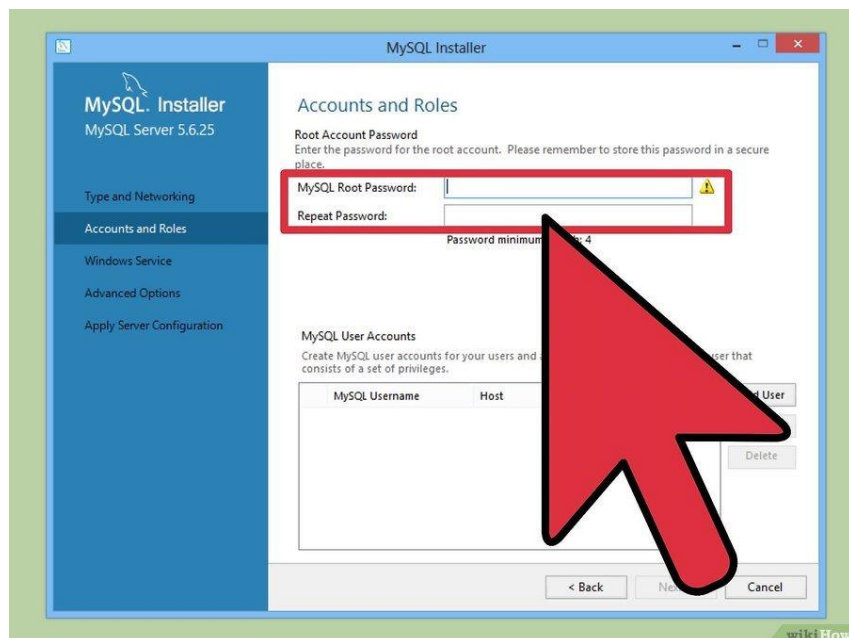 MySQL Installer
MySQL. Installer
MySQL Server 5.6.25
Type and Networking
Accounts and Roles
Windows Service
Advanced Options
Apply Server Configuration
Accounts and Roles
Root Account Password
Enter the password for the root account. Please remember to store this password in a secure
place.
MySQL Root Password:
Repeat Password:
Password minimum : 4
MySQL User Accounts
Create MySQL user accounts for your users and user that
consists of a set of privileges.
MySQL Username Host
User
Delete
< Back
Cancel
wikiHow